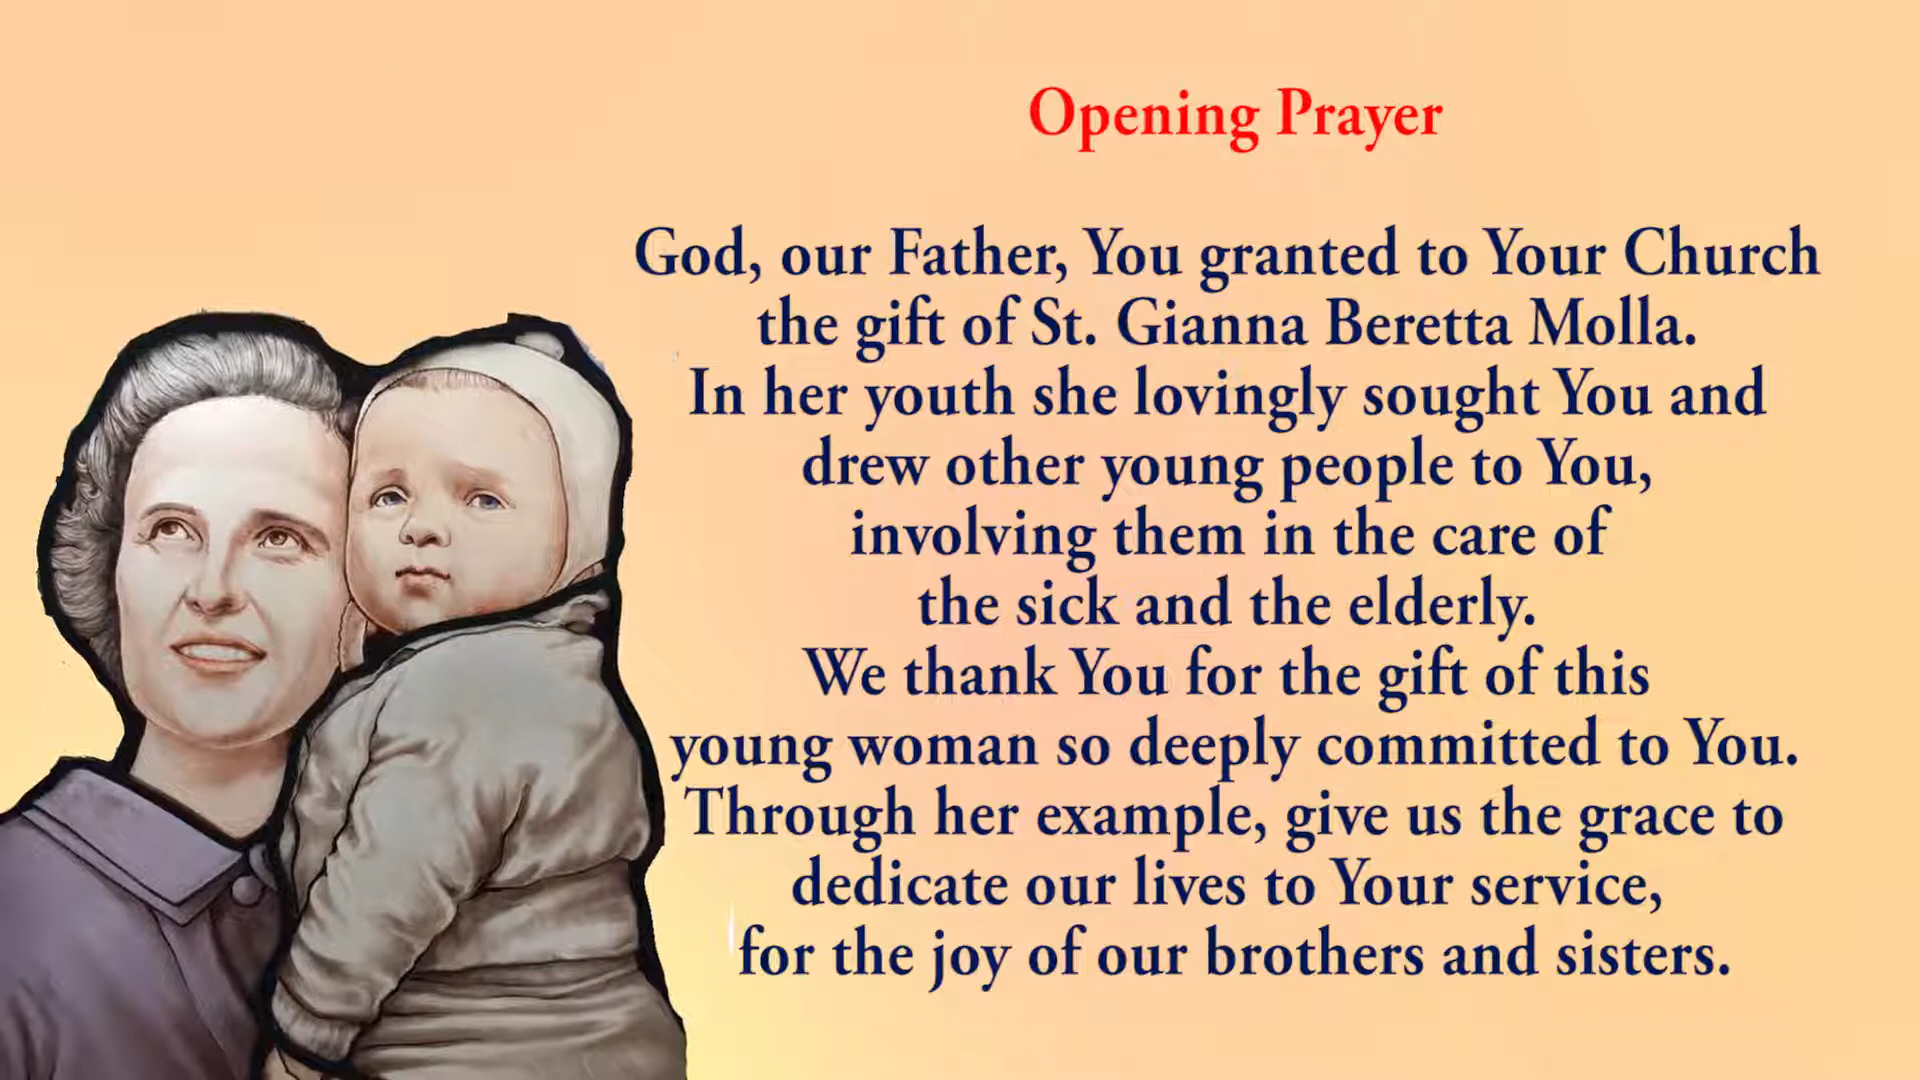 Opening Prayer
God, our Father, You granted to Your Church
the gift of St. Gianna Beretta Molla.
In her youth she lovingly sought You and
drew other young people to You,
involving them in the care of
the sick and the elderly.
We thank You for the gift of this
young woman so deeply committed to You.
Through her example, give us the grace to
dedicate our lives to Your service,
for the joy of our brothers and sisters.